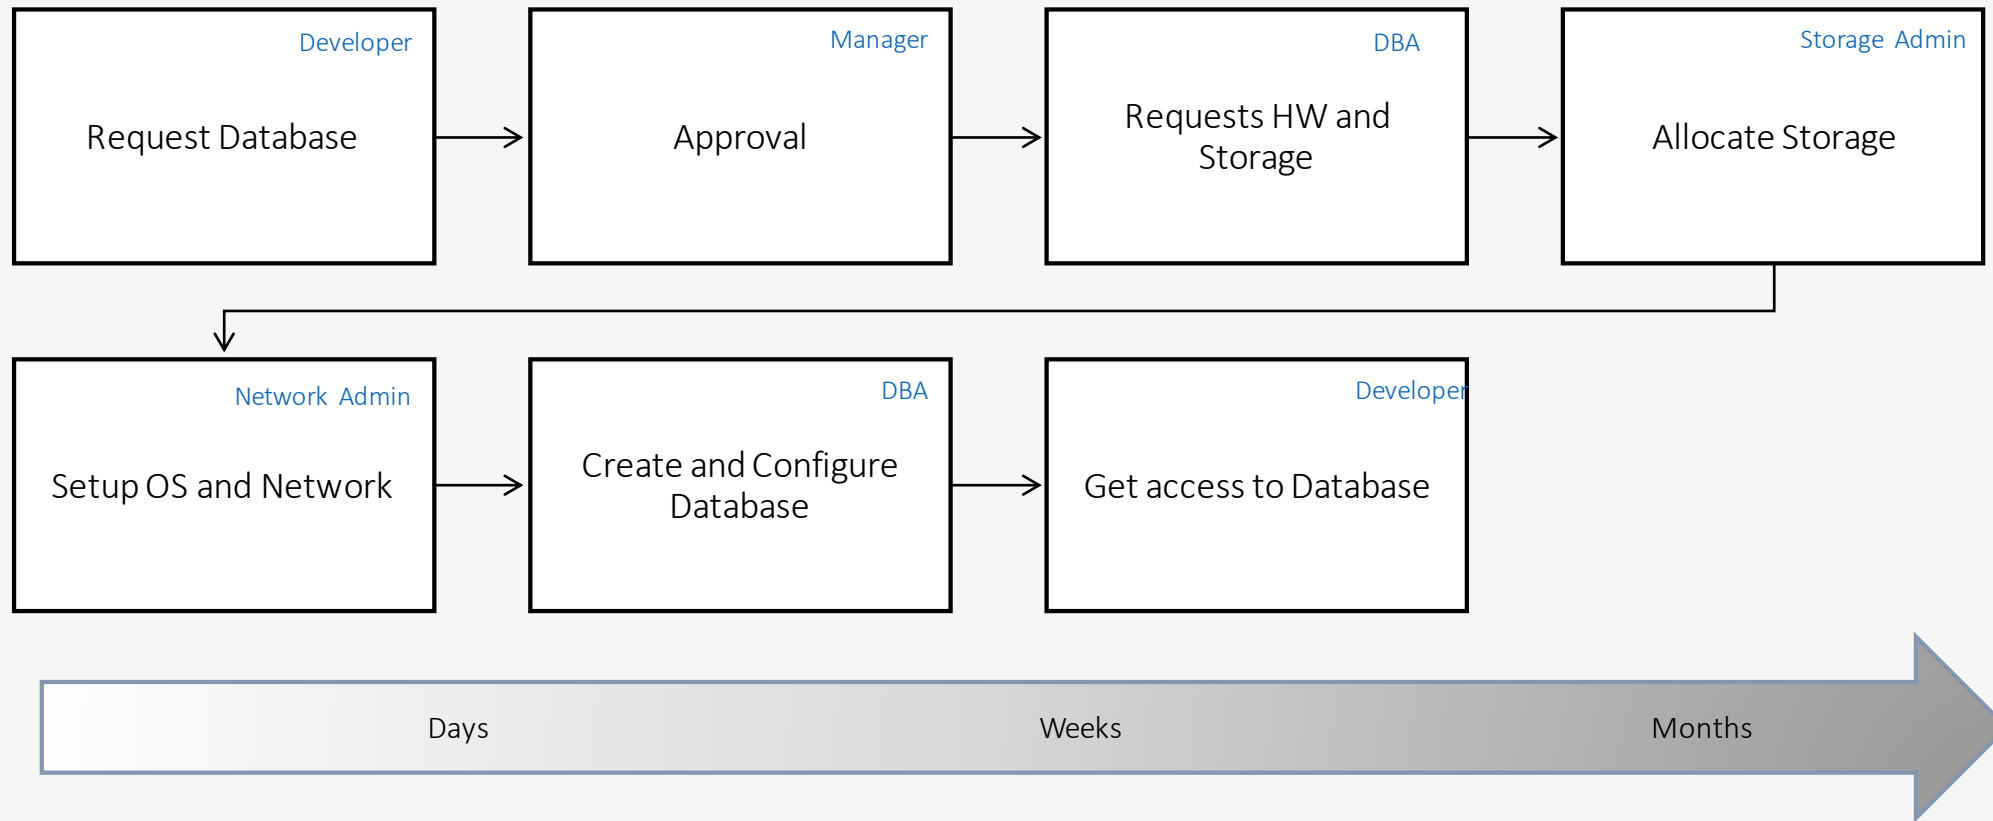 Developer
Request Database
Manager
Approval
DBA
Requests HW and
Storage
Storage Admin
Allocate Storage
Network Admin
Setup OS and Network
DBA
Create and Configure
Database
Developer
Get access to Database
Days
Weeks
Months